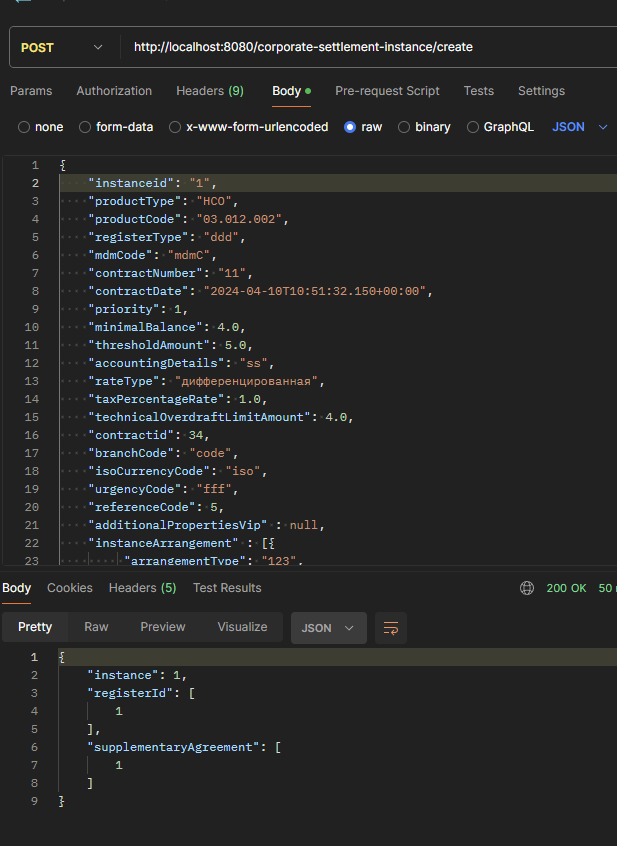 POST http://localhost:8080/corporate-settlement-instance/create
Params Authorization Headers (9) Body Pre-request Script Tests Settings
none form-data x-www-form-urlencoded raw binary GraphQL JSON
1 {
2 "instanceid": "1",
3 "productType": "НСО",
4 "productCode": "03.012.002",
5 "registerType": "ddd",
6 "mdmCode": "mdmC",
7 "contractNumber": "11",
8 "contractDate": "2024-04-10T10:51:32.150+00:00",
9 "priority": 1,
10 "minimalBalance": 4.0,
11 "thresholdAmount": 5.0,
12 "accountingDetails": "ss",
13 "rateType": "дифференцированная",
14 "taxPercentageRate": 1.0,
15 "technicalOverdraftLimitAmount": 4.0,
16 "contractid": 34,
17 "branchCode": "code",
18 "isoCurrencyCode": "iso",
19 "urgencyCode": "fff",
20 "referenceCode": 5,
21 "additionalPropertiesVip" : null,
22 "instanceArrangement" : [{
23 "arrangementType": "123",
Body Cookies Headers (5) Test Results 200 OK 50
Pretty Raw Preview Visualize JSON
1 {
2 "instance": 1,
3 "registerId": [
4 1
5 ],
6 "supplementaryAgreement": [
7 1
8 ]
9 }